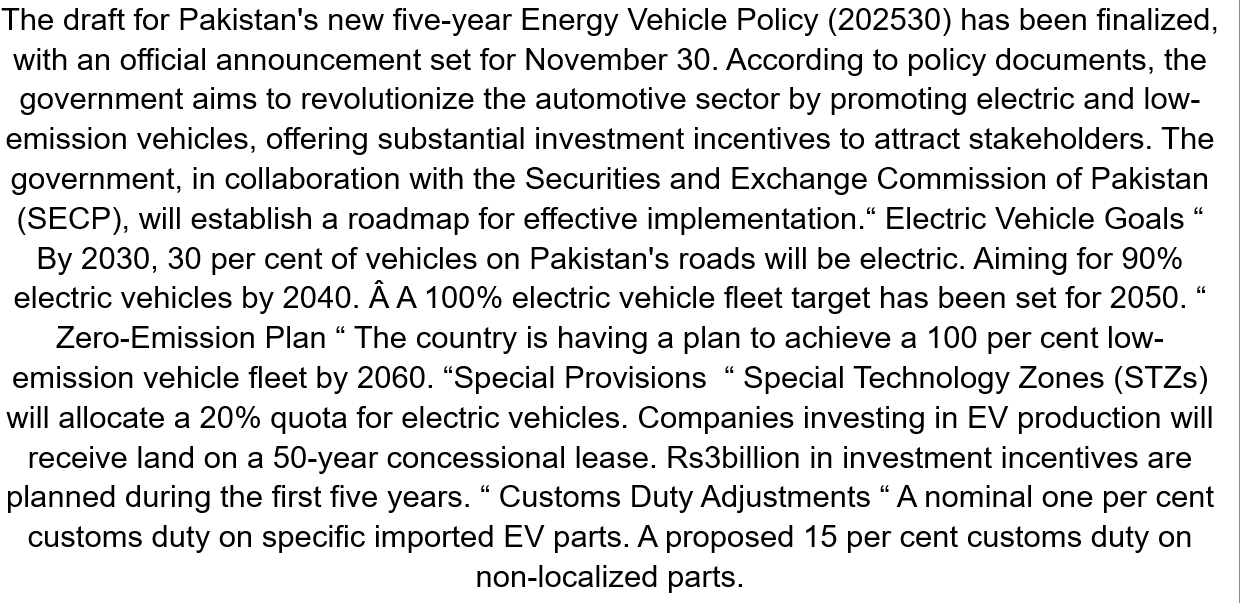 The draft for Pakistan's new five-year Energy Vehicle Policy (202530) has been finalized,
with an official announcement set for November 30. According to policy documents, the
government aims to revolutionize the automotive sector by promoting electric and low-
emission vehicles, offering substantial investment incentives to attract stakeholders. The
government, in collaboration with the Securities and Exchange Commission of Pakistan
(SECP), will establish a roadmap for effective implementation.“ Electric Vehicle Goals “
By 2030, 30 per cent of vehicles on Pakistan's roads will be electric. Aiming for 90%
electric vehicles by 2040. Â A 100% electric vehicle fleet target has been set for 2050. “
Zero-Emission Plan “ The country is having a plan to achieve a 100 per cent low-
emission vehicle fleet by 2060. “Special Provisions  “ Special Technology Zones (STZs)
will allocate a 20% quota for electric vehicles. Companies investing in EV production will
receive land on a 50-year concessional lease. Rs3billion in investment incentives are
planned during the first five years. “ Customs Duty Adjustments “ A nominal one per cent
customs duty on specific imported EV parts. A proposed 15 per cent customs duty on
non-localized parts.